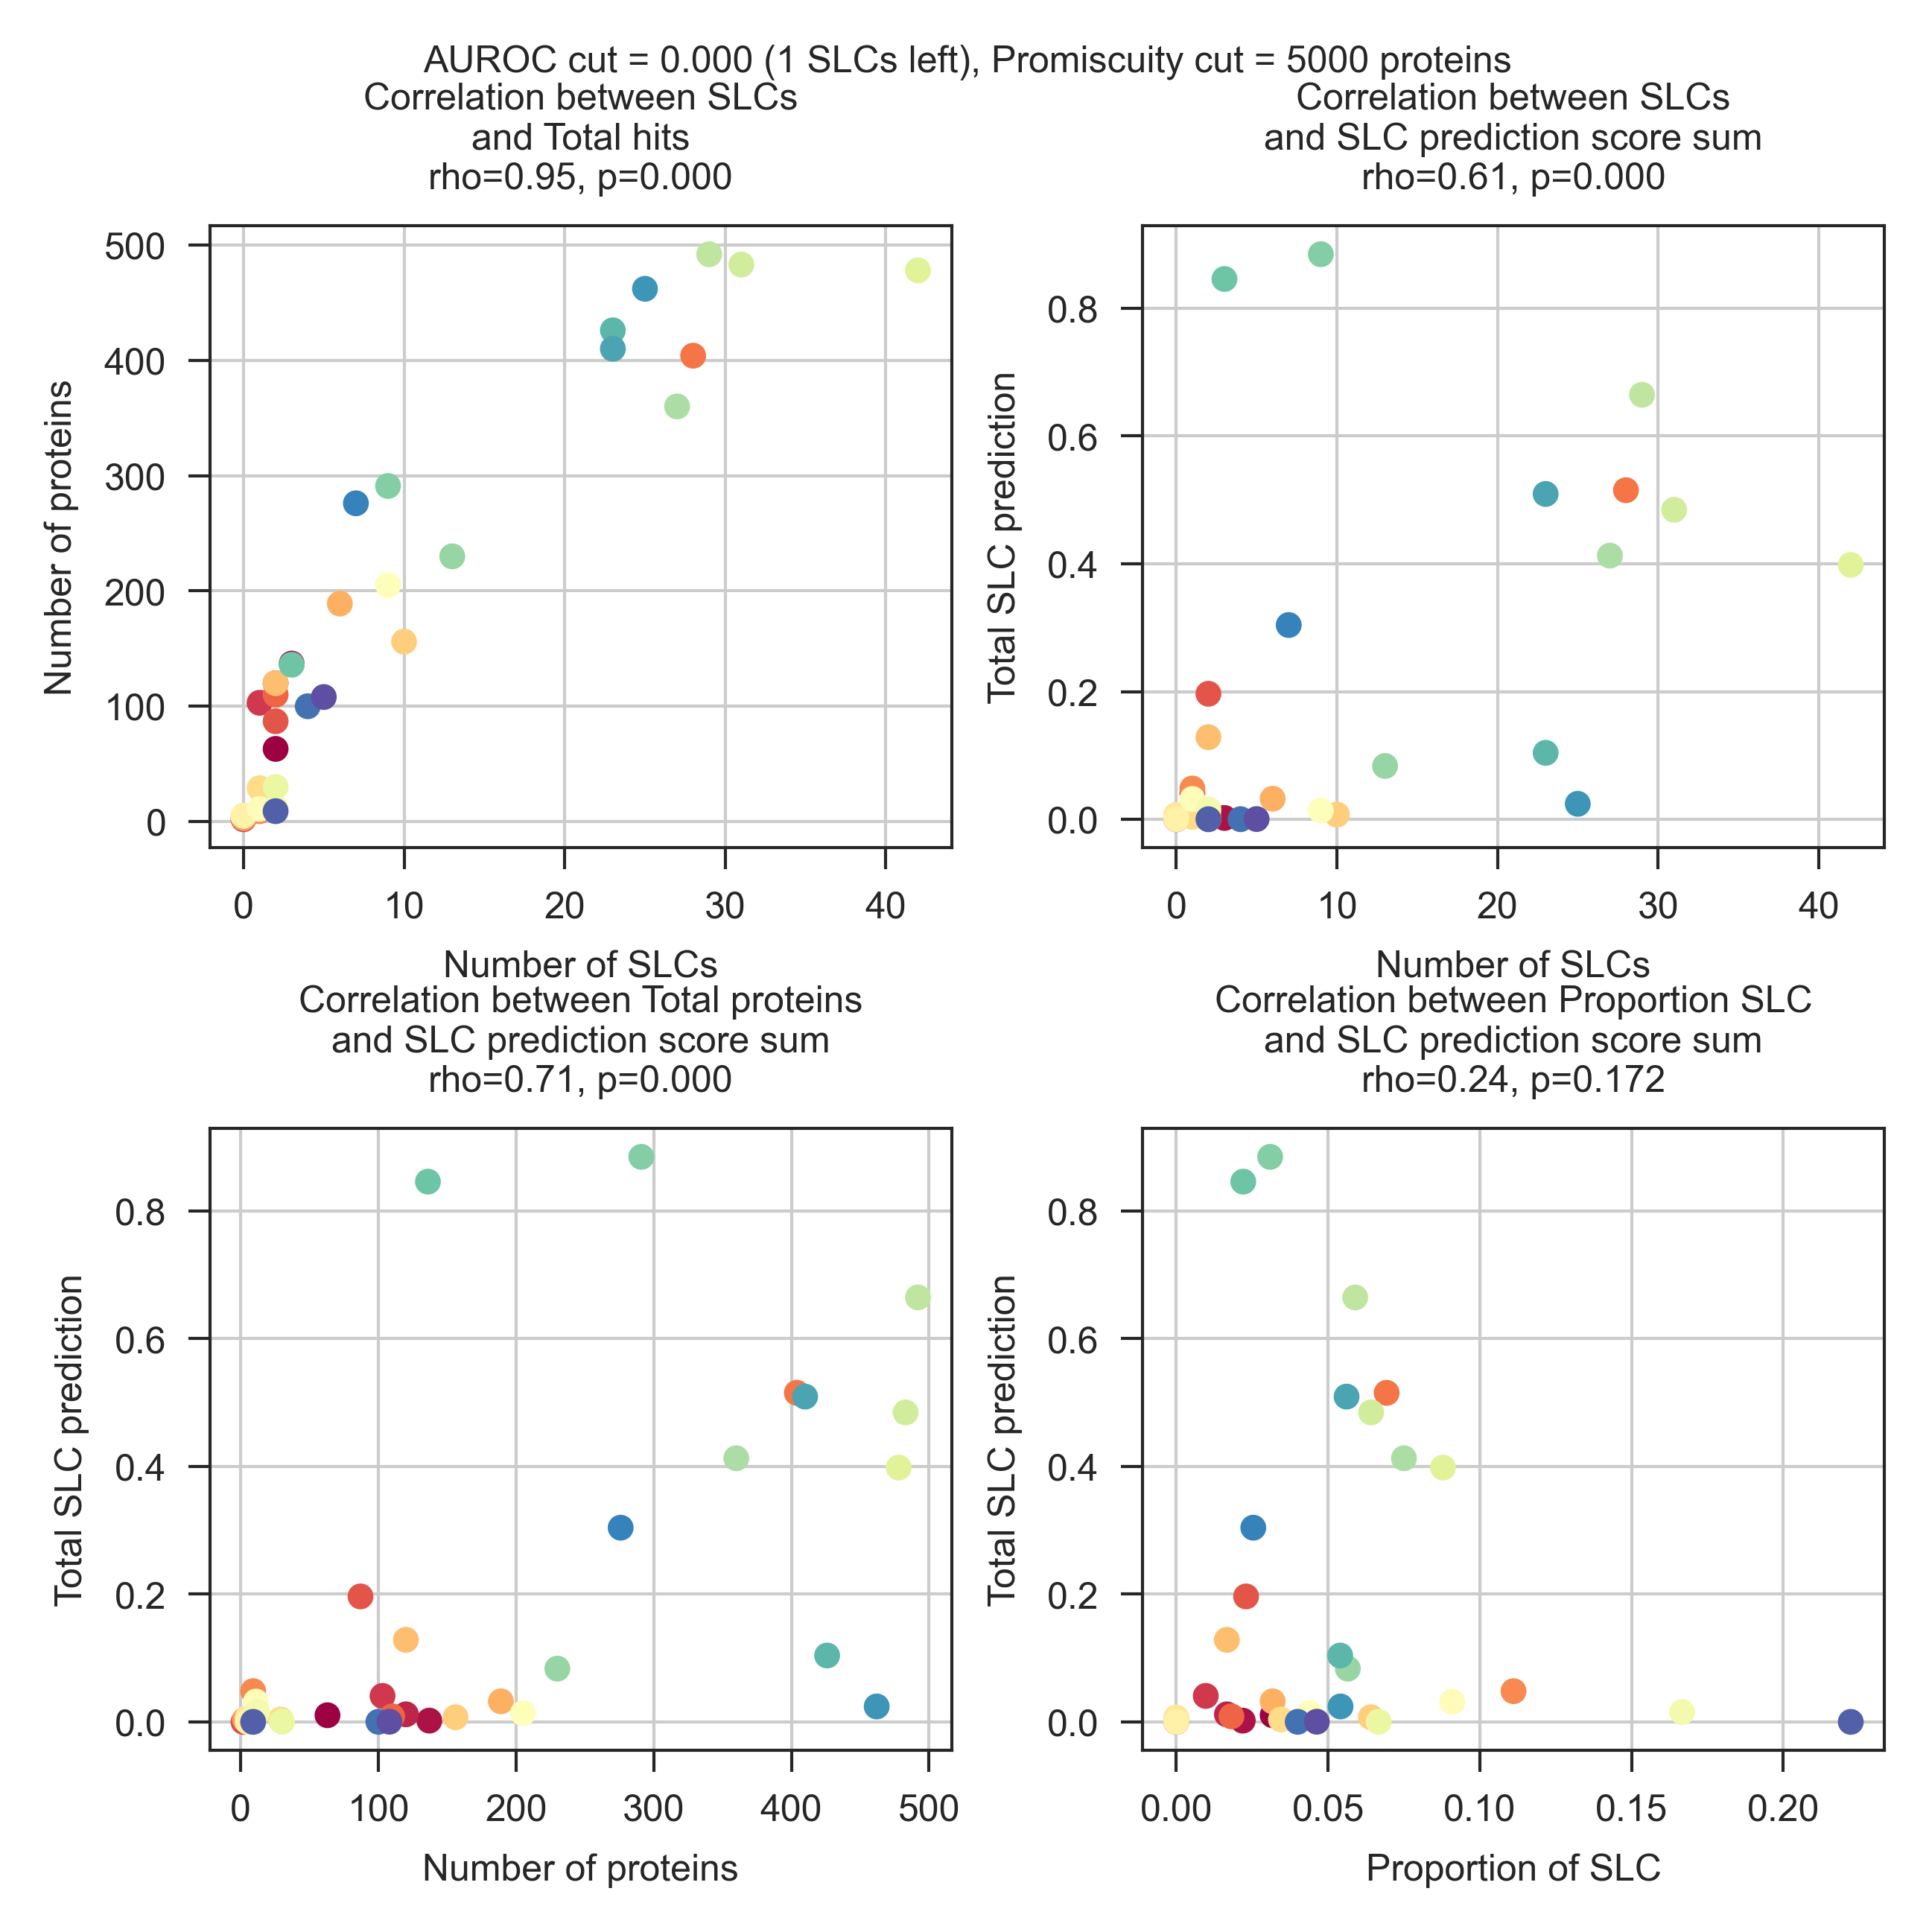 AUROC cut = 0.000 (1 SLCs left), Promiscuity cut = 5000 proteins
Correlation between SLCs
and Total hits
rho=0.95, p=0.000
500
400
300
200
100
0
Number of proteins
0 10 20 30 40
Number of SLCs
Correlation between SLCs
and SLC prediction score sum
rho=0.61, p=0.000
0.8
0.6
0.4
0.2
0.0
Total SLC prediction
0 10 20 30 40
Number of SLCs
Correlation between Total proteins
and SLC prediction score sum
rho=0.71, p=0.000
0.8
0.6
0.4
0.2
0.0
Total SLC prediction
0 100 200 300 400 500
Number of proteins
Correlation between Proportion SLC
and SLC prediction score sum
rho=0.24, p=0.172
0.8
0.6
0.4
0.2
0.0
Total SLC prediction
0.00 0.05 0.10 0.15 0.20
Proportion of SLC